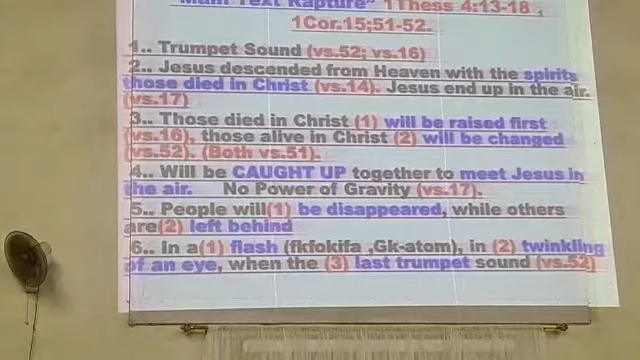 "Main Text Rapture" 1Thess 4:13-18 ,
1Cor.15;51-52.
1.. Trumpet Sound (vs.52; vs.16)
2.. Jesus descended from Heaven with the spirits
those died in Christ (vs.14). Jesus end up in the air.
(vs.17)
3.. Those died in Christ (1) will be raised first
(vs.16), those alive in Christ (2) will be changed
(vs.52). (Both vs.51).
4.. Will be CAUGHT UP together to meet Jesus in
the air. No Power of Gravity (vs.17).
5.. People will(1) be disappeared, while others
are(2) left behind
6.. In a(1) flash (fkfokifa ,Gk-atom), in (2) twinkling
of an eye, when the (3) last trumpet sound (vs.52)